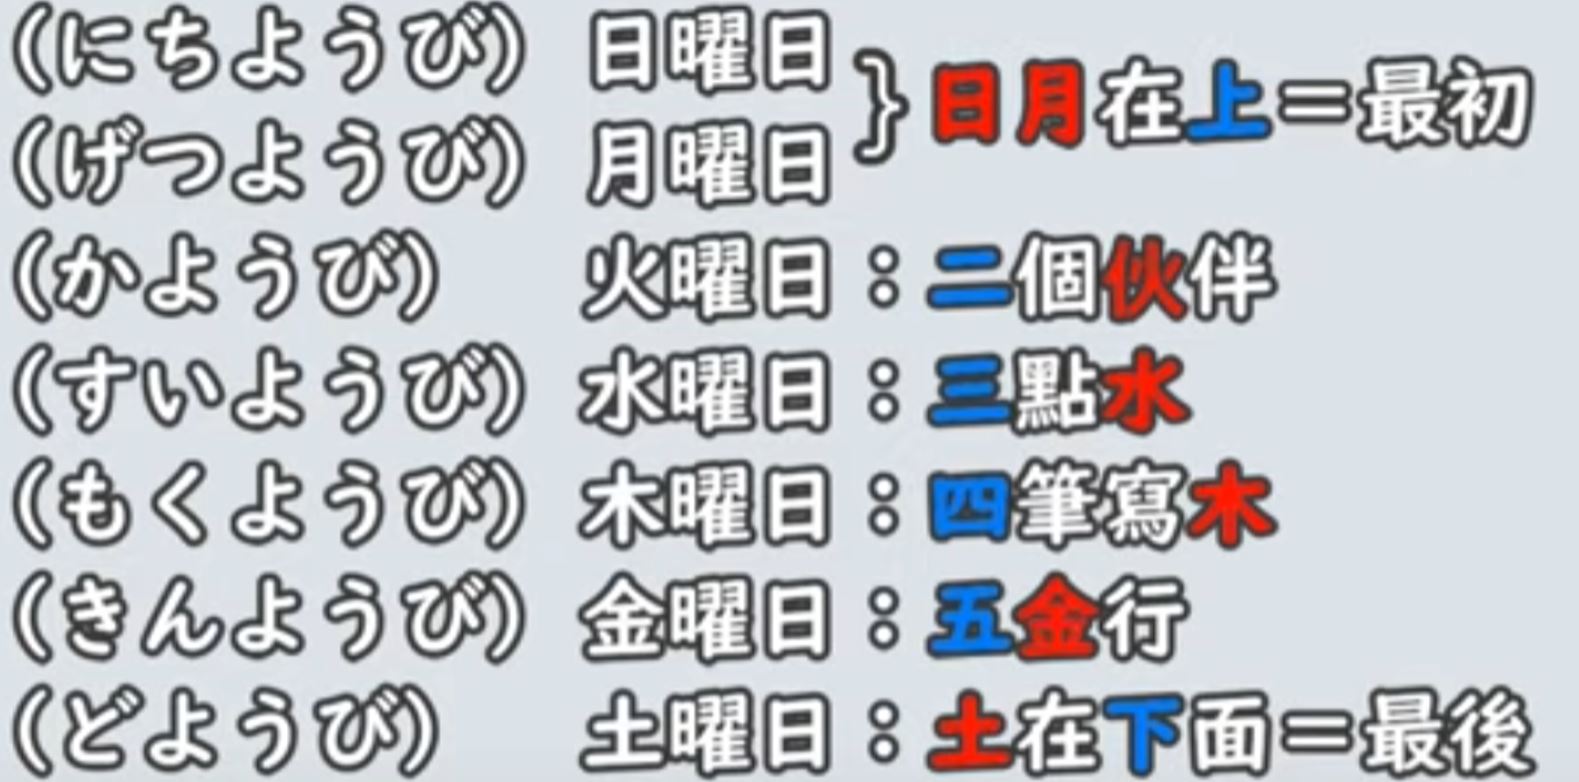 (にちようび) 日曜日
(げつようび) 月曜日
} 日月在上=最初
(かようび) 火曜日:二個伙伴
(すいようび) 水曜日:三點水
(もくようび) 木曜日:四筆寫木
(きんようび) 金曜日:五金行
(どようび) 土曜日:土在下面=最後